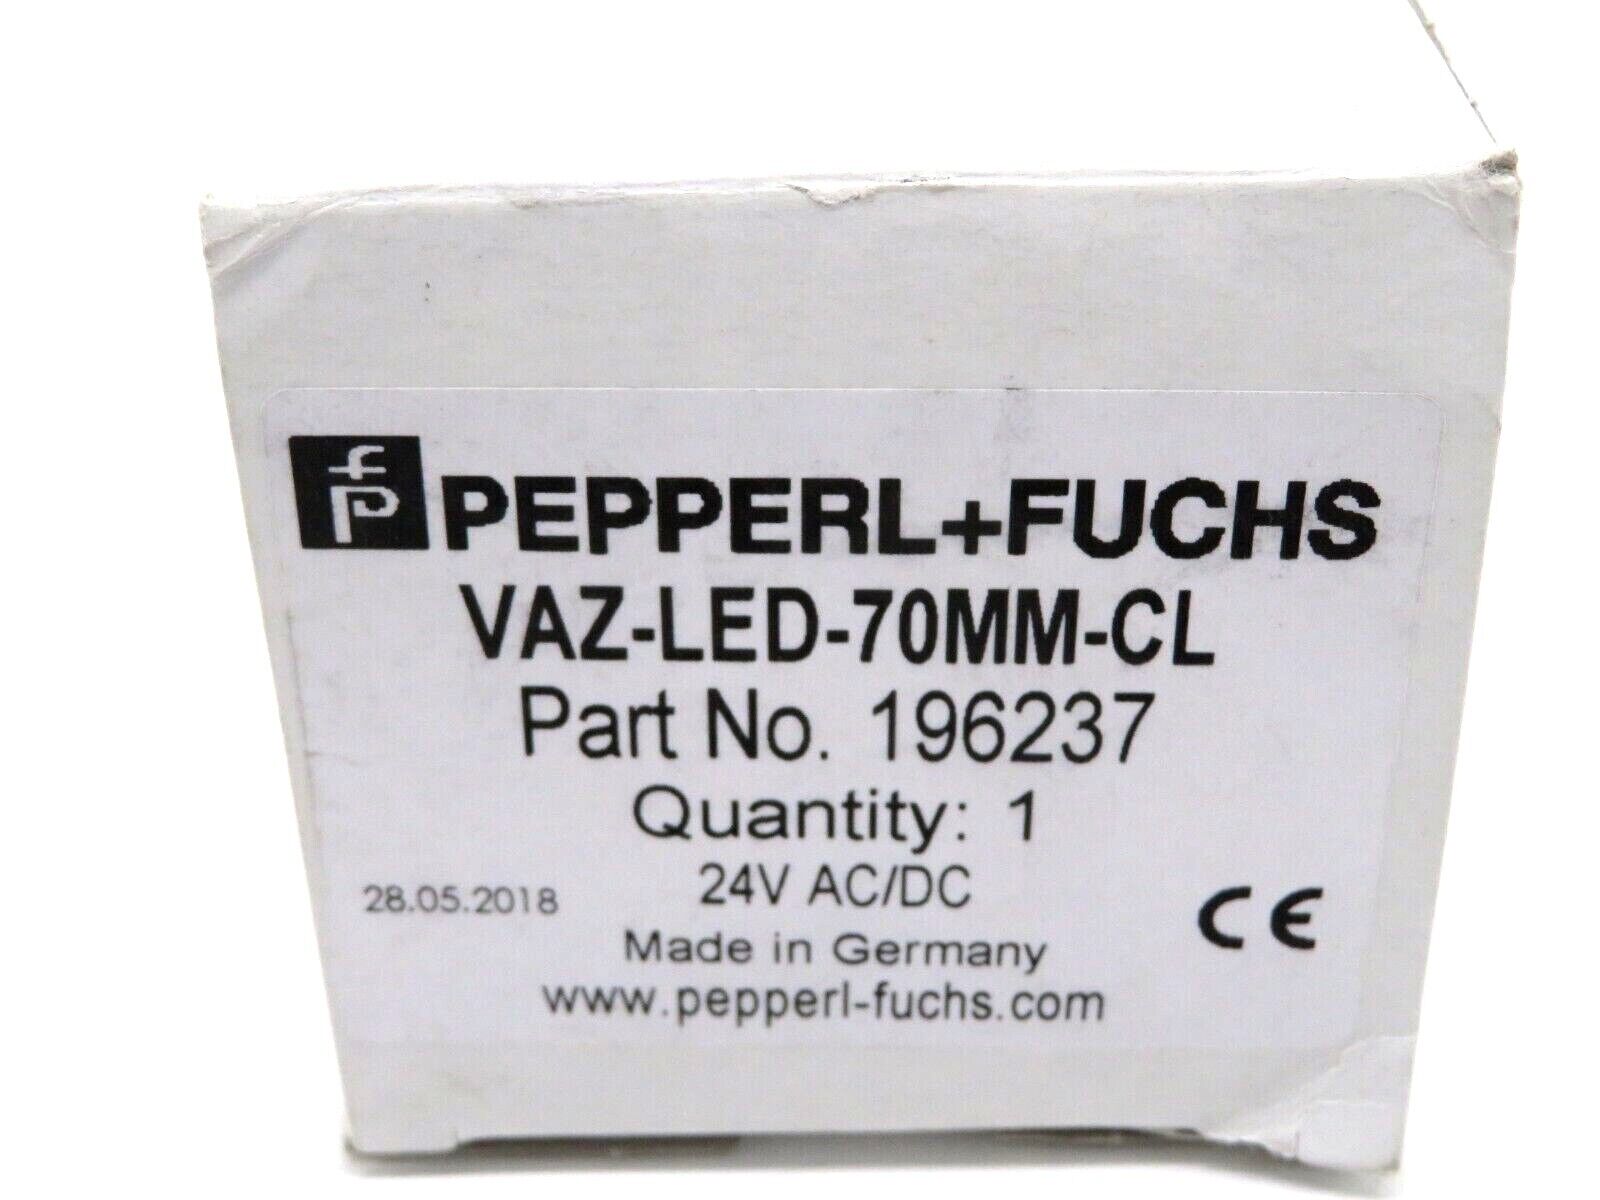 fp PEPPERL+FUCHS
VAZ-LED-70MM-CL
Part No. 196237
Quantity: 1
24V AC/DC
28.05.2018
CE
Made in Germany
www.pepperl-fuchs.com